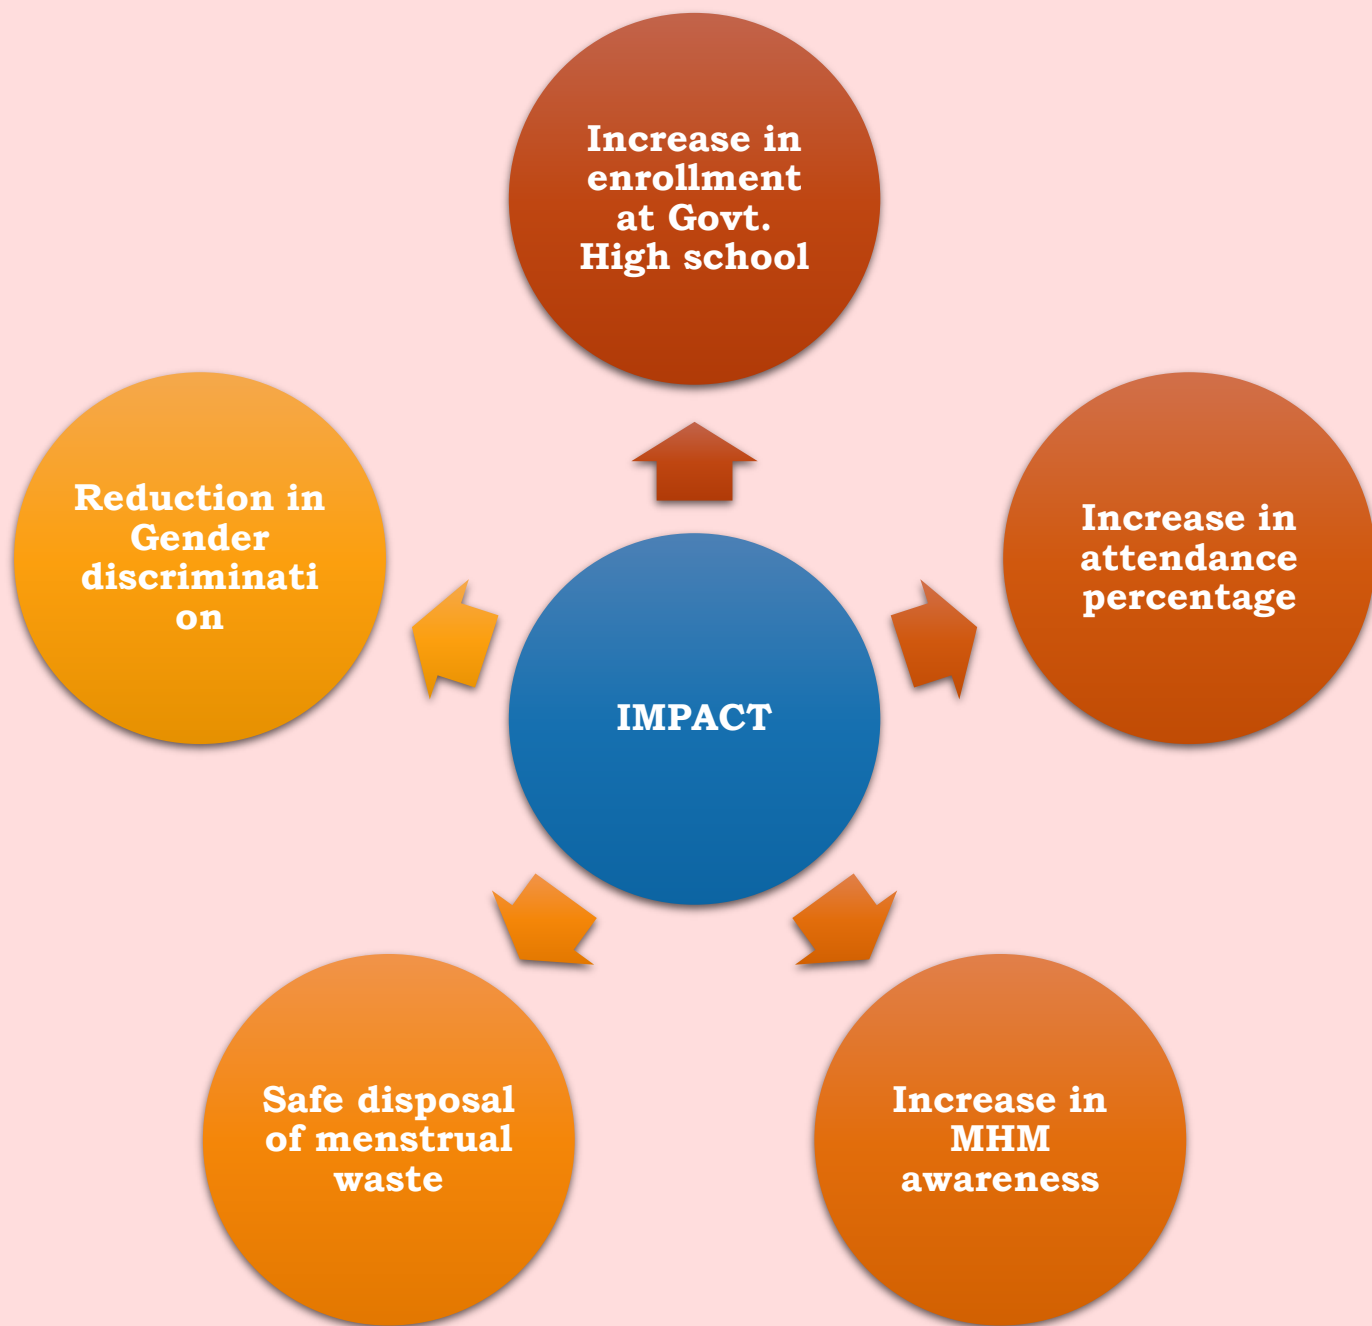 Increase in
enrollment
at Govt.
High school
Reduction in
Gender
discriminati
on
Increase in
attendance
percentage
IMPACT
Safe disposal
of menstrual
waste
Increase in
MHM
awareness